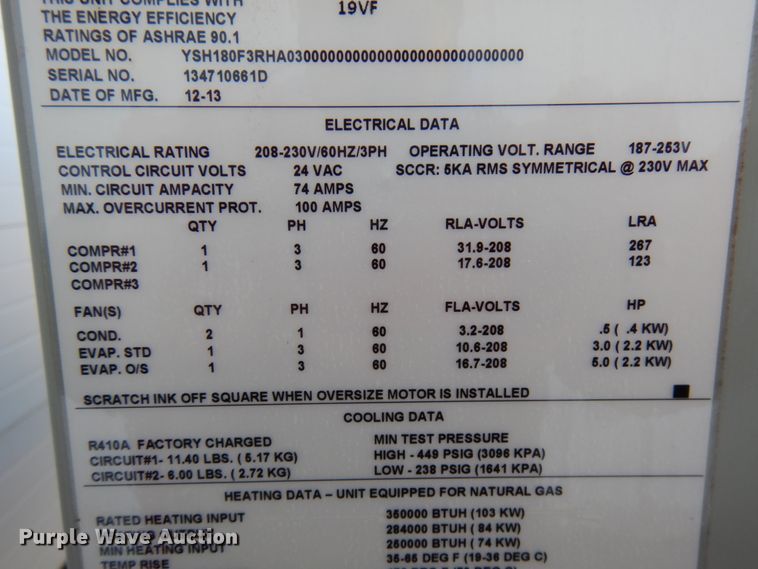 THIS UNIT COMPLIES WITH 19VF
THE ENERGY EFFICIENCY
RATINGS OF ASHRAE 90.1
MODEL NO. YSH180F3RHA03000000000000000000000000
SERIAL NO. 134710661D
DATE OF MFG. 12-13
ELECTRICAL DATA
ELECTRICAL RATING 208-230V/60HZ/3PH OPERATING VOLT. RANGE 187-253V
CONTROL CIRCUIT VOLTS 24 VAC SCCR: 5KA RMS SYMMETRICAL @ 230V MAX
MIN. CIRCUIT AMPACITY 74 AMPS
MAX. OVERCURRENT PROT. 100 AMPS
QTY PH HZ RLA-VOLTS LRA
COMPR#1 1 3 60 31.9-208 267
COMPR#2 1 3 60 17.6-208 123
COMPR#3
FAN(S) QTY PH HZ FLA-VOLTS HP
COND. 2 1 60 3.2-208 .5 ( .4 KW)
EVAP. STD 1 3 60 10.6-208 3.0 ( 2.2 KW)
EVAP. O/S 1 3 60 16.7-208 5.0 ( 2.2 KW)
SCRATCH INK OFF SQUARE WHEN OVERSIZE MOTOR IS INSTALLED
COOLING DATA
R410A FACTORY CHARGED MIN TEST PRESSURE
CIRCUIT#1- 11.40 LBS. ( 5.17 KG) HIGH - 449 PSIG (3096 KPA)
CIRCUIT#2- 6.00 LBS. ( 2.72 KG) LOW - 238 PSIG (1641 KPA)
HEATING DATA – UNIT EQUIPPED FOR NATURAL GAS
RATED HEATING INPUT 350000 BTUH (103 KW)
284000 BTUH ( 84 KW)
MIN HEATING INPUT 250000 BTUH ( 74 KW)
TEMP RISE 35-65 DEG F (19-36 DEG C)
Purple Wave Auction